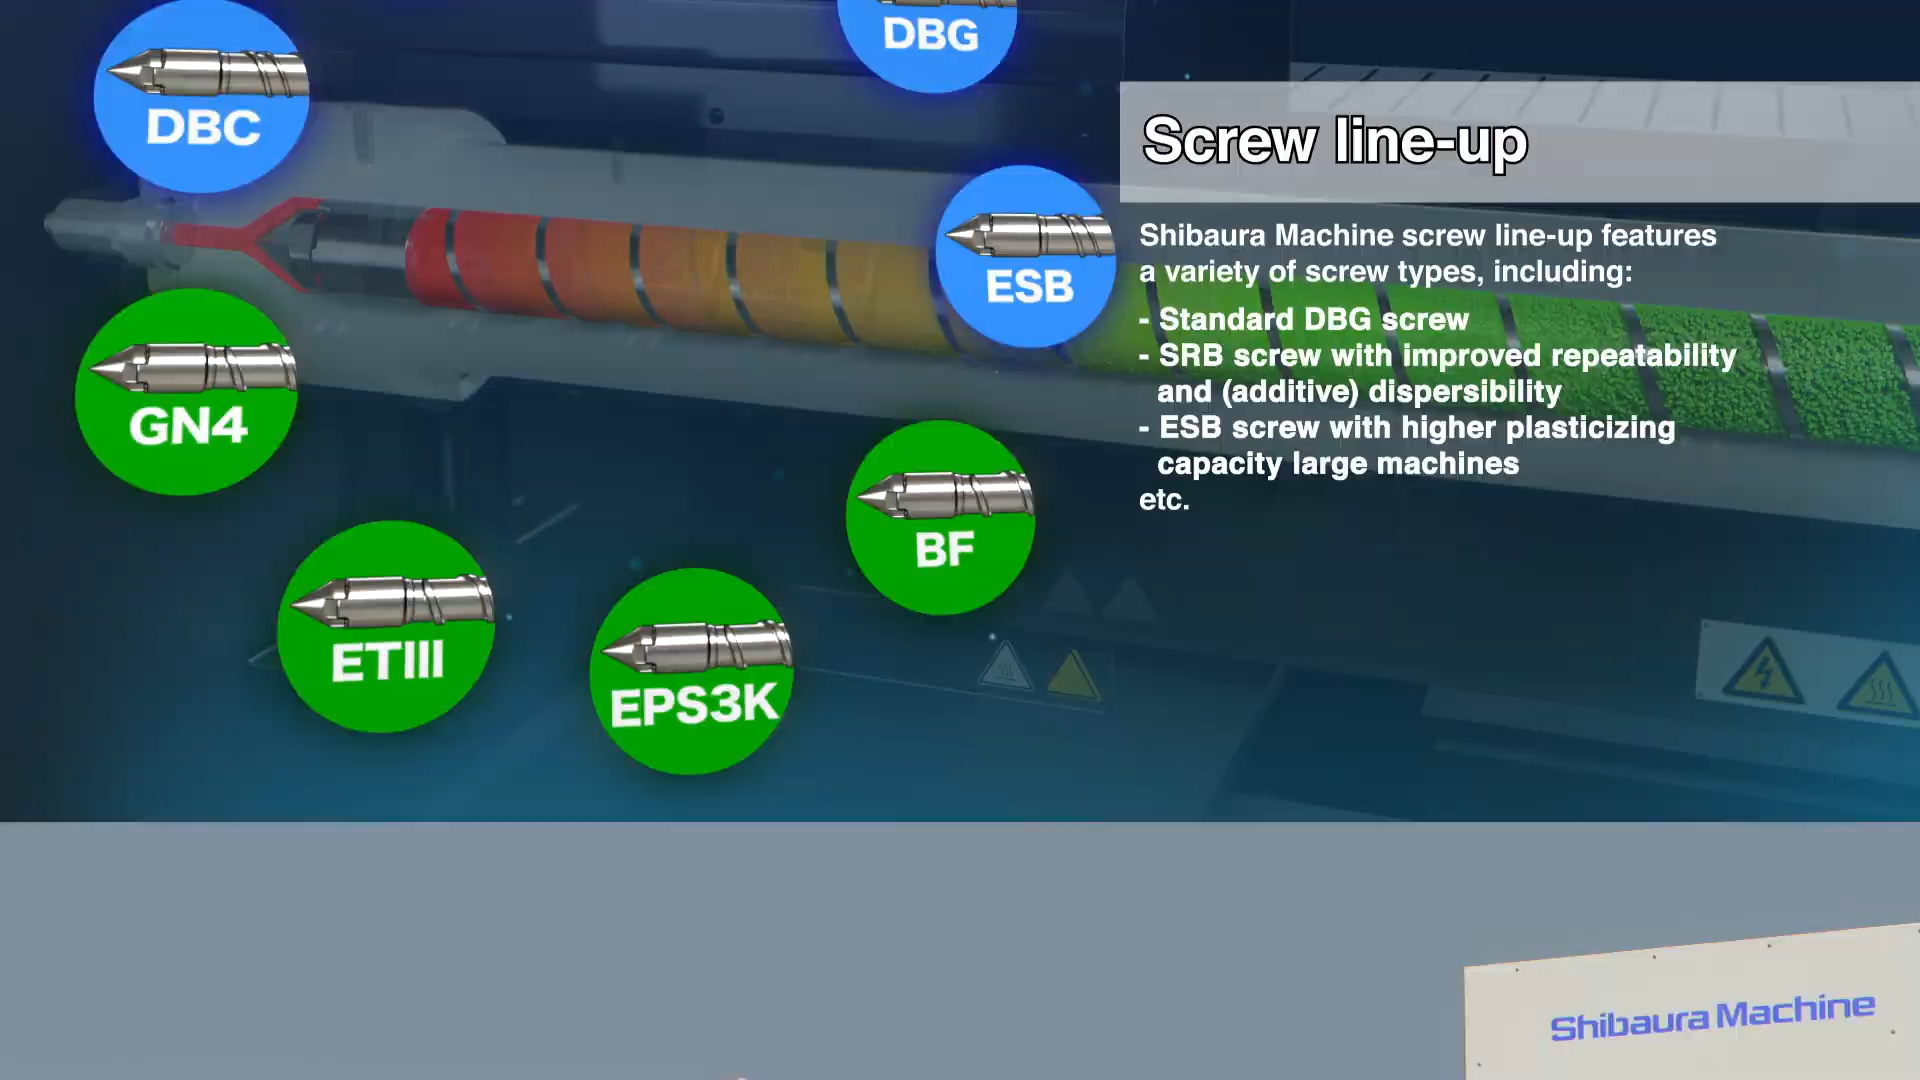 DBG
DBC
Screw line-up
Shibaura Machine screw line-up features
a variety of screw types, including:
- Standard DBG screw
- SRB screw with improved repeatability
and (additive) dispersibility
- ESB screw with higher plasticizing
capacity large machines
etc.
ESB
GN4
BF
ETIII
EPS3K
Shibaura Machine